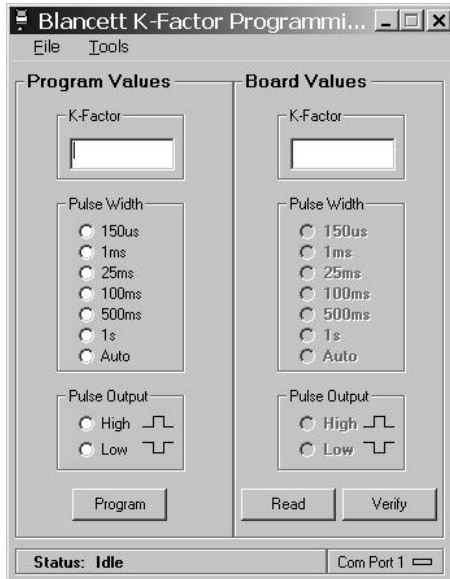 Blancett K-Factor Programmi...
File Tools
Program Values
K-Factor
Pulse Width
150us
1ms
25ms
100ms
500ms
1s
Auto
Pulse Output
High
Low
Program
Board Values
K-Factor
Pulse Width
150us
1ms
25ms
100ms
500ms
1s
Auto
Pulse Output
High
Low
Read
Verify
Status: Idle
Com Port 1